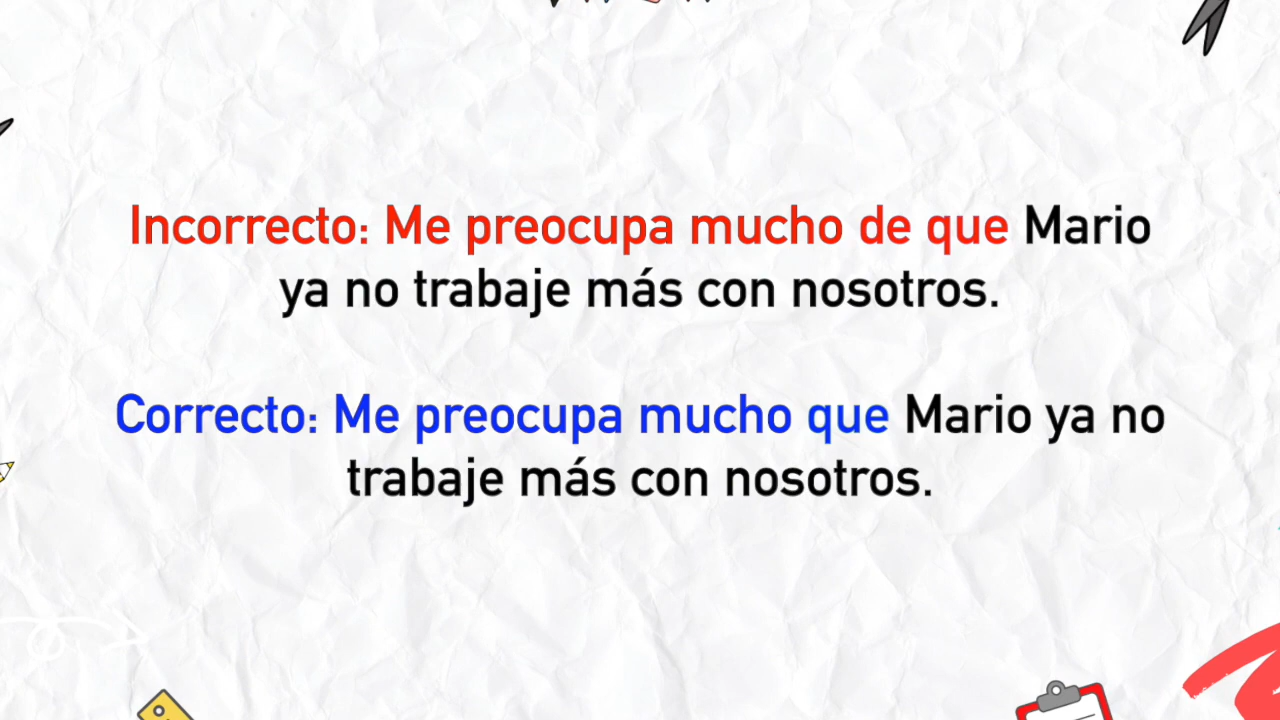 Incorrecto: Me preocupa mucho de que Mario
ya no trabaje más con nosotros.
Correcto: Me preocupa mucho que Mario ya no
trabaje más con nosotros.